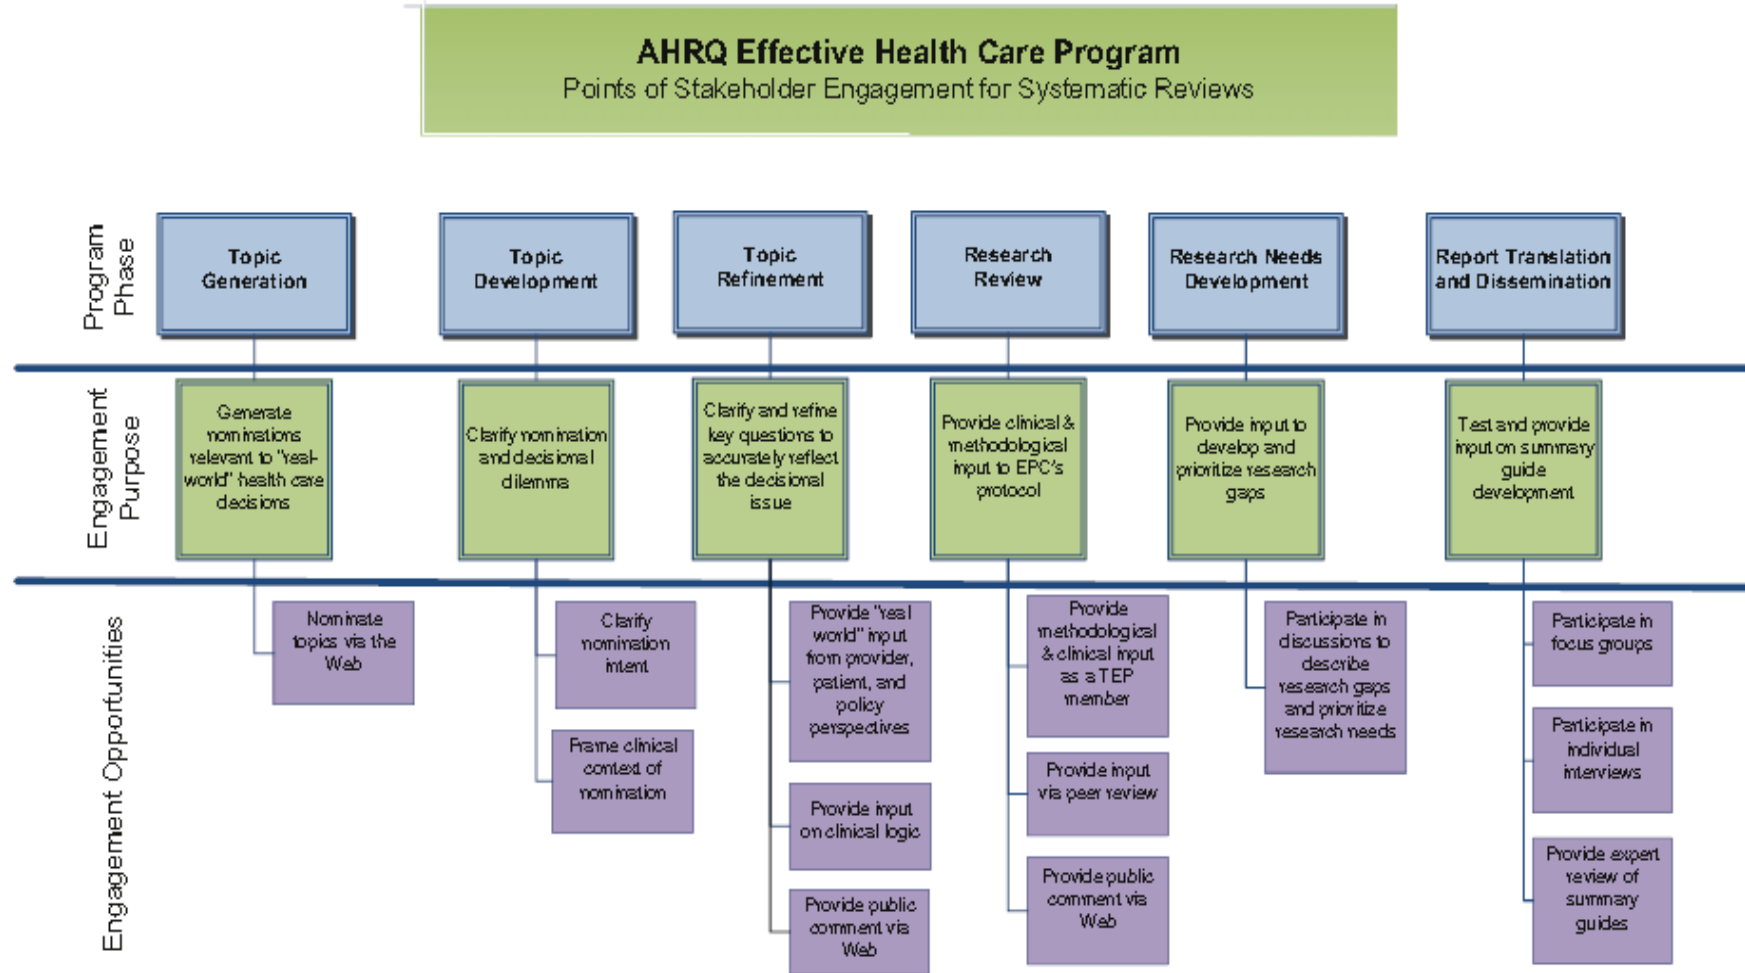 AHRQ Effective Health Care Program
Points of Stakeholder Engagement for Systematic Reviews
Program
Phase
Topic
Generation
Topic
Development
Topic
Refinement
Research
Review
Research Needs
Development
Report Translation
and Dissemination
Engagement
Purpose
Generate
nominations
relevant to "real-
world" health care
decisions
Clarify nomination
and decisional
dilemma
Clarify and refine
key questions to
accurately reflect
the decisional
issue
Provide clinical &
methodological
input to EPC's
protocol
Provide input to
develop and
prioritize research
gaps
Test and provide
input on summary
guide
development
Engagement Opportunities
Nominate
topics via the
Web
Clarify
nomination
intent
Frame clinical
context of
nomination
Provide "real
world" input
from provider,
patient, and
policy
perspectives
Provide input
on clinical logic
Provide public
comment via
Web
Provide
methodological
& clinical input
as a TEP
member
Provide input
via peer review
Provide public
comment via
Web
Participate in
discussions to
describe
research gaps
and prioritize
research needs
Participate in
focus groups
Participate in
individual
interviews
Provide expert
review of
summary
guides